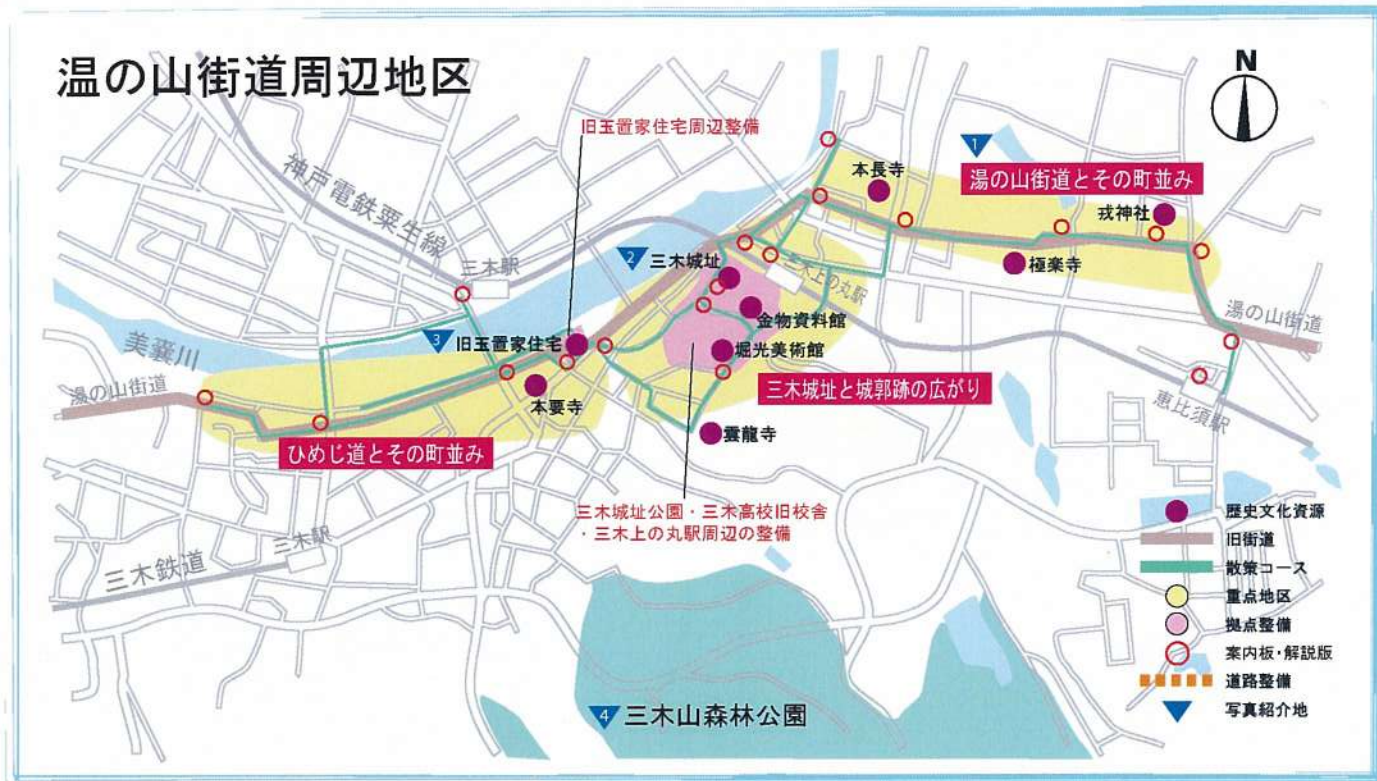 温の山街道周辺地区
N
旧玉置家住宅周辺整備
1
湯の山街道とその町並み
本長寺
戎神社
神戸電鉄粟生線
三木駅
2
三木城址
三木上の丸駅
極楽寺
金物資料館
湯の山街道
美嚢川
3
旧玉置家住宅
堀光美術館
湯の山街道
本要寺
三木城址と城郭跡の広がり
恵比須駅
ひめじ道とその町並み
雲龍寺
三木城址公園・三木高校旧校舎
・三木上の丸駅周辺の整備
三木駅
三木鉄道
4
三木山森林公園
歴史文化資源
旧街道
散策コース
重点地区
拠点整備
案内板・解説版
道路整備
写真紹介地